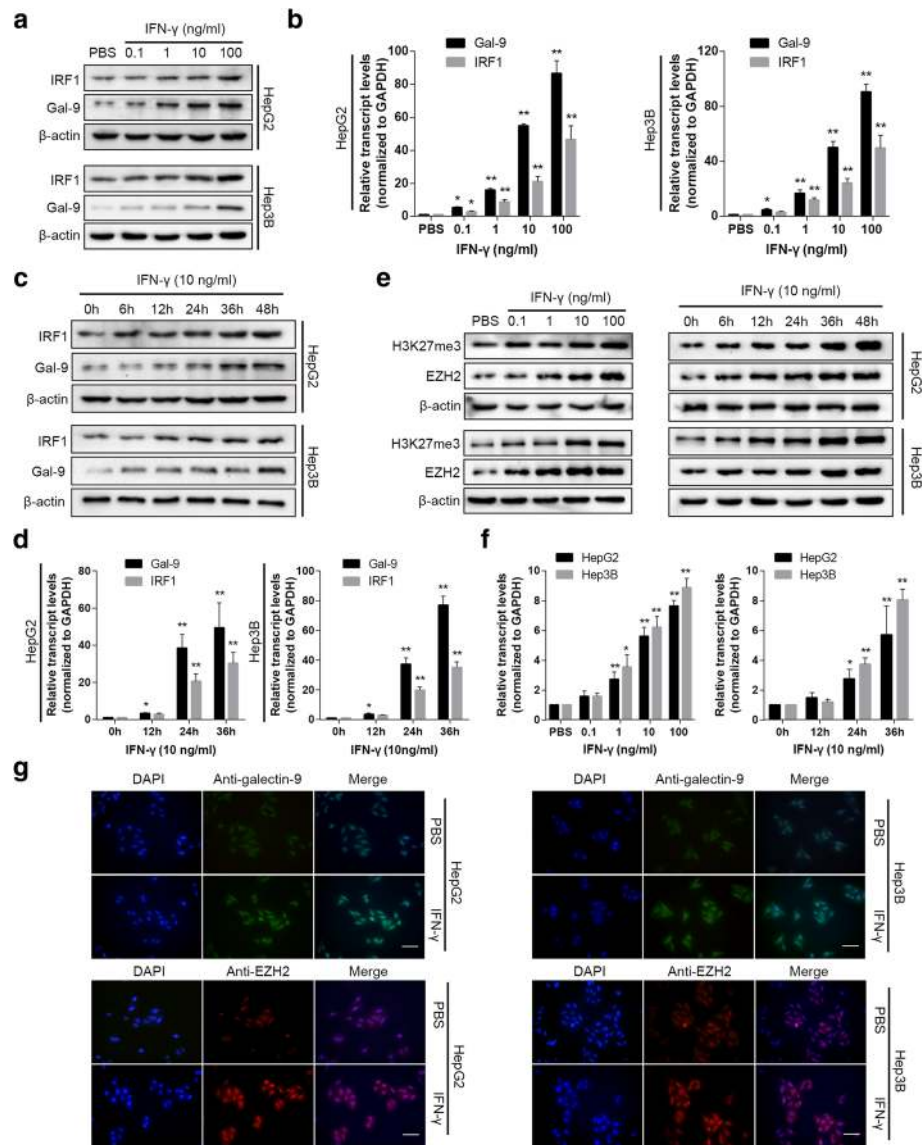 a
IFN-γ (ng/ml)
PBS 0.1 1 10 100
IRF1
Gal-9
β-actin
HepG2
IRF1
Gal-9
β-actin
Hep3B
b
HepG2
Relative transcript levels
(normalized to GAPDH)
Gal-9
IRF1
100
80
60
40
20
0
* * ** ** ** ** ** **
PBS 0.1 1 10 100
IFN-γ (ng/ml)
Hep3B
Relative transcript levels
(normalized to GAPDH)
Gal-9
IRF1
120
90
60
30
0
* ** ** ** ** ** **
PBS 0.1 1 10 100
IFN-γ (ng/ml)
c
IFN-γ (10 ng/ml)
0h 6h 12h 24h 36h 48h
IRF1
Gal-9
β-actin
HepG2
IRF1
Gal-9
β-actin
Hep3B
e
IFN-γ (ng/ml)
PBS 0.1 1 10 100
IFN-γ (10 ng/ml)
0h 6h 12h 24h 36h 48h
H3K27me3
EZH2
β-actin
HepG2
H3K27me3
EZH2
β-actin
Hep3B
d
HepG2
Relative transcript levels
(normalized to GAPDH)
Gal-9
IRF1
80
60
40
20
0
* ** ** ** **
0h 12h 24h 36h
IFN-γ (10 ng/ml)
Hep3B
Relative transcript levels
(normalized to GAPDH)
Gal-9
IRF1
100
80
60
40
20
0
* ** ** ** **
0h 12h 24h 36h
IFN-γ (10ng/ml)
f
Relative transcript levels
(normalized to GAPDH)
HepG2
Hep3B
10
8
6
4
2
0
** * ** ** ** **
PBS 0.1 1 10 100
IFN-γ (ng/ml)
Relative transcript levels
(normalized to GAPDH)
HepG2
Hep3B
10
8
6
4
2
0
* ** ** **
0h 12h 24h 36h
IFN-γ (10 ng/ml)
g
DAPI Anti-galectin-9 Merge
PBS
IFN-γ
HepG2
DAPI Anti-galectin-9 Merge
PBS
IFN-γ
Hep3B
DAPI Anti-EZH2 Merge
PBS
IFN-γ
HepG2
DAPI Anti-EZH2 Merge
PBS
IFN-γ
Hep3B